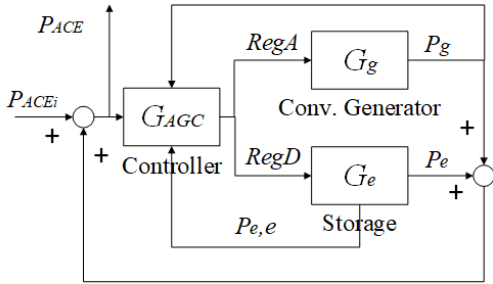 PACE
RegA
Gg
Pg
PACEi
GAGC
Conv. Generator
+
+
+
Controller
RegD
Ge
Pe
+
Pe,e
Storage